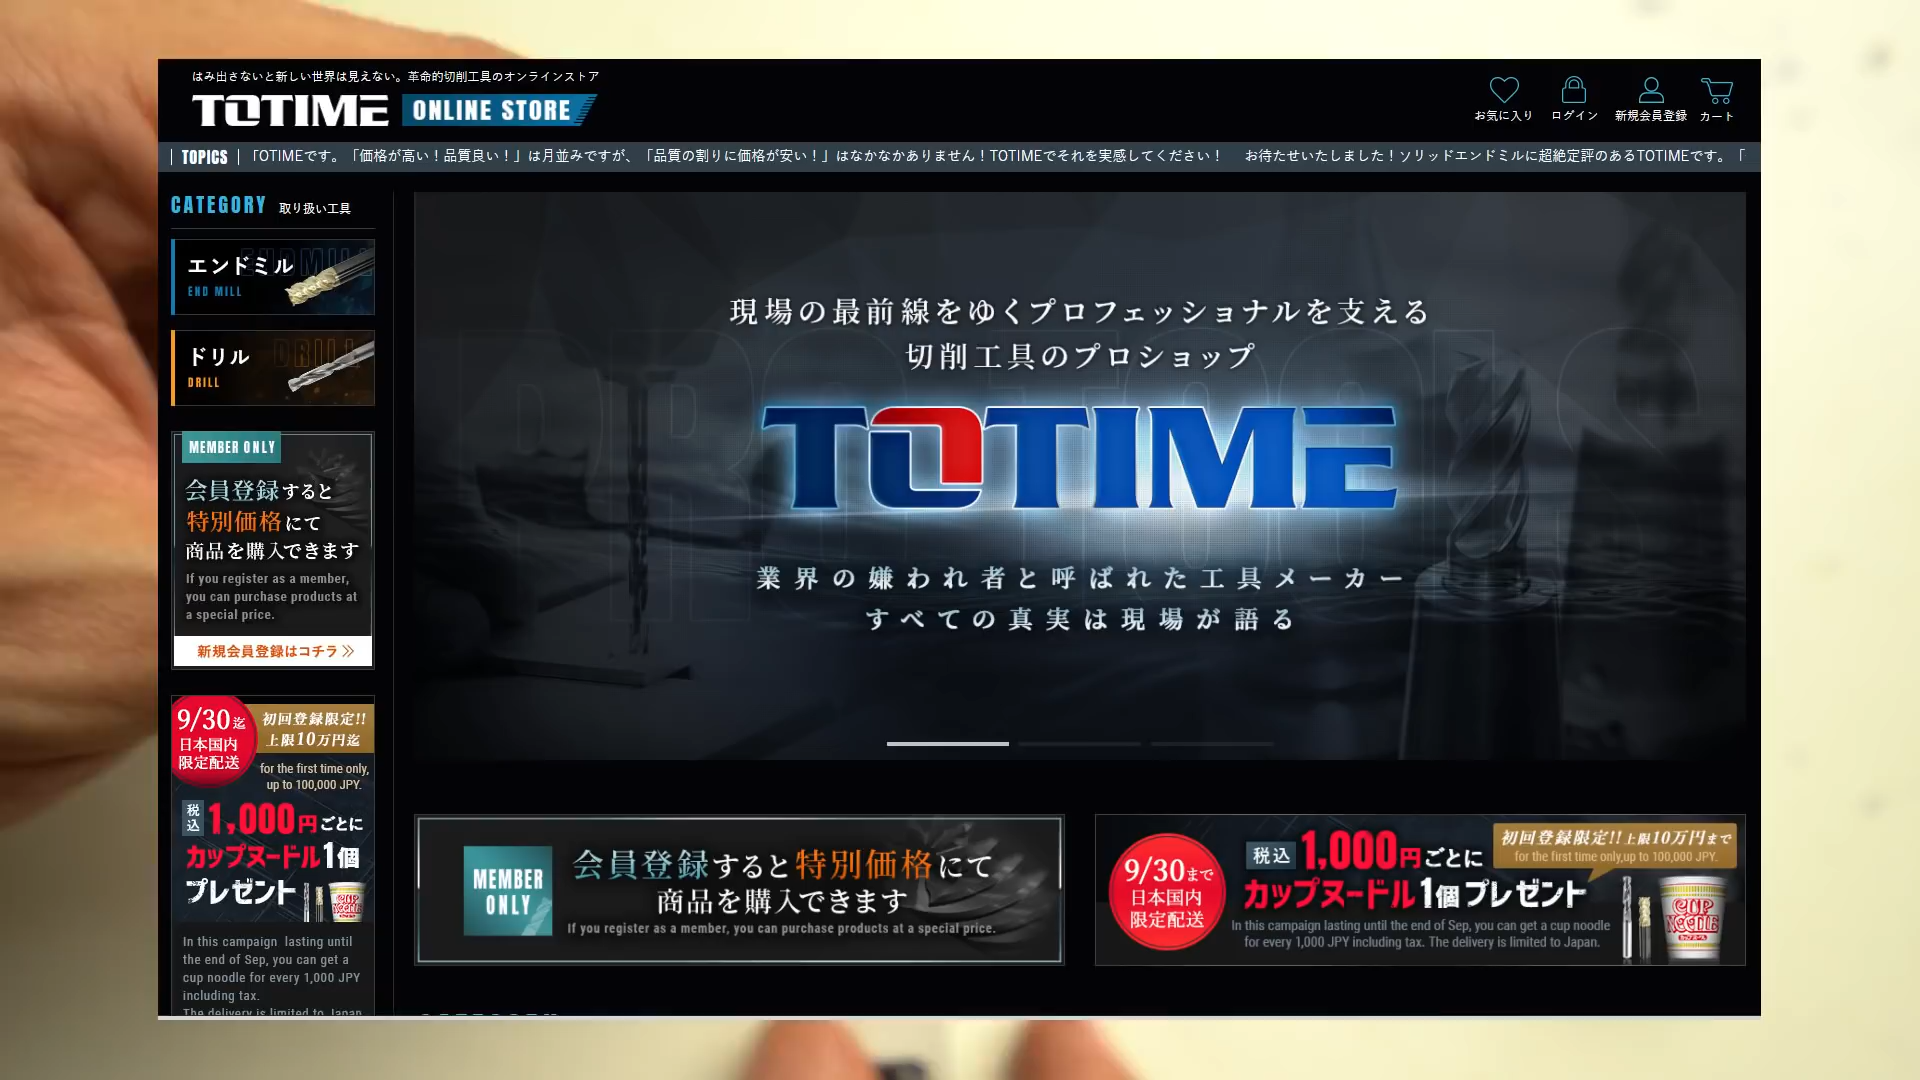 はみ出さないと新しい世界は見えない。革命的切削工具のオンラインストア
TOTIME ONLINE STORE
お気に入り
ログイン
新規会員登録
カート
TOPICS
「OTIMEです。「価格が高い！品質良い！」は月並みですが、「品質の割りに価格が安い！」はなかなかありません！TOTIMEでそれを実感してください！ お待たせいたしました！ソリッドエンドミルに超絶定評のあるTOTIMEです。「
CATEGORY 取り扱い工具
エンドミル
END MILL
ドリル
DRILL
MEMBER ONLY
会員登録すると
特別価格にて
商品を購入できます
If you register as a member,
you can purchase products at
a special price.
新規会員登録はコチラ
9/30迄
日本国内
限定配送
初回登録限定!!
上限10万円迄
for the first time only,
up to 100,000 JPY.
税込 1,000円ごとに
カップヌードル1個
プレゼント
In this campaign lasting until
the end of Sep, you can get a
cup noodle for every 1,000 JPY
including tax.
The delivery is limited to Japan
現場の最前線をゆくプロフェッショナルを支える
切削工具のプロショップ
TOTIME
業界の嫌われ者と呼ばれた工具メーカー
すべての真実は現場が語る
MEMBER
ONLY
会員登録すると特別価格にて
商品を購入できます
If you register as a member, you can purchase products at a special price.
9/30まで
日本国内
限定配送
税込 1,000円ごとに
カップヌードル1個プレゼント
初回登録限定!!上限10万円まで
for the first time only,up to 100,000 JPY.
In this campaign lasting until the end of Sep, you can get a cup noodle
for every 1,000 JPY including tax. The delivery is limited to Japan.
CUP
NOODLE